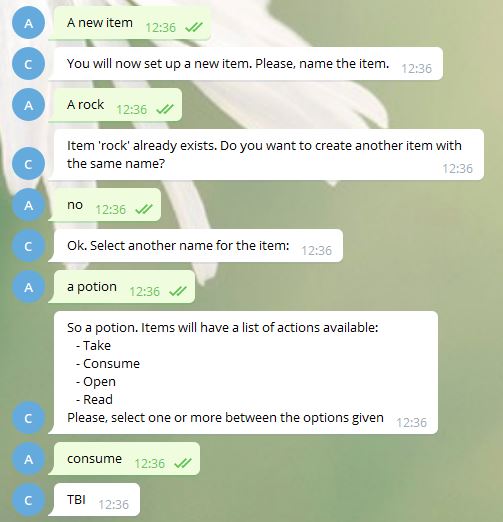 A
A new item 12:36
C
You will now set up a new item. Please, name the item. 12:36
A
A rock 12:36
C
Item 'rock' already exists. Do you want to create another item with
the same name?
12:36
A
no 12:36
C
Ok. Select another name for the item: 12:36
A
a potion 12:36
So a potion. Items will have a list of actions available:
- Take
- Consume
- Open
- Read
C
Please, select one or more between the options given 12:36
A
consume 12:36
C
TBI 12:36